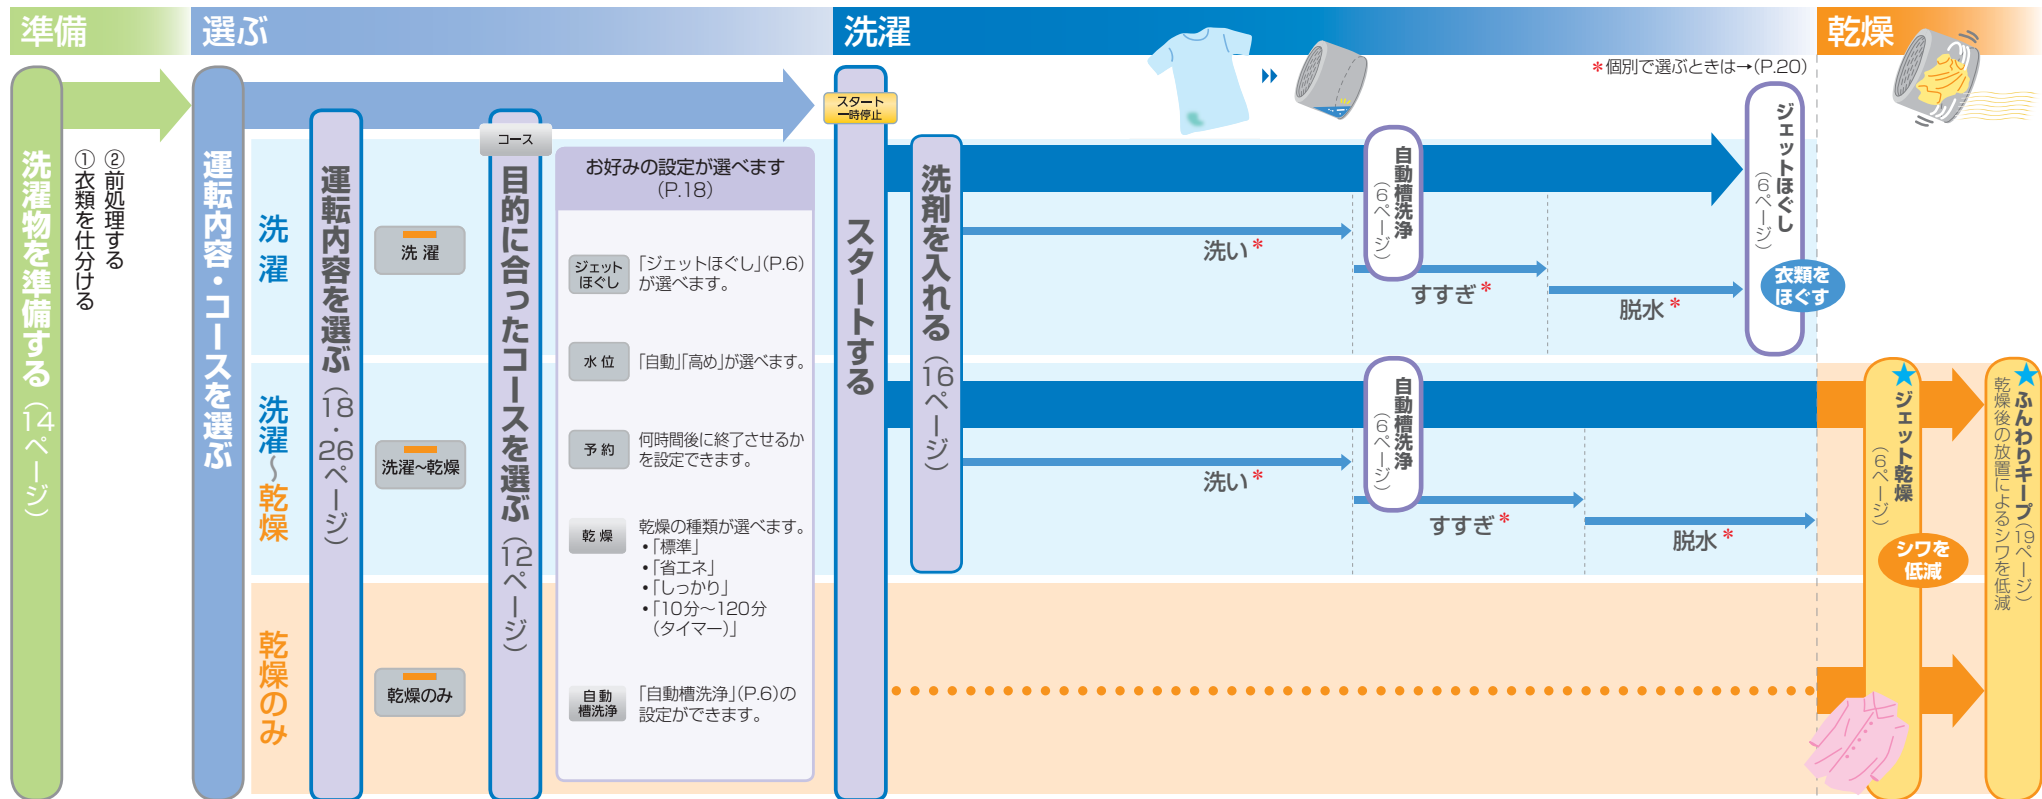 準備
選ぶ
洗濯
乾燥
*個別で選ぶときは→(P.20)
洗濯物を準備する(14ページ)
①衣類を仕分ける
②前処理する
運転内容・コースを選ぶ
洗濯
洗濯~乾燥
乾燥のみ
運転内容を選ぶ(18・26ページ)
洗濯
洗濯~乾燥
乾燥のみ
コース
目的に合ったコースを選ぶ(12ページ)
お好みの設定が選べます
(P.18)
ジェット
ほぐし
「ジェットほぐし」(P.6)
が選べます。
水位
「自動」「高め」が選べます。
予約
何時間後に終了させるか
を設定できます。
乾燥
乾燥の種類が選べます。
•「標準」
•「省エネ」
•「しっかり」
•「10分~120分
(タイマー)」
自動
槽洗浄
「自動槽洗浄」(P.6)の
設定ができます。
スタート
一時停止
スタートする
洗剤を入れる(16ページ)
洗い*
自動槽洗浄
(6ページ)
すすぎ*
脱水*
ジェットほぐし
(6ページ)
衣類を
ほぐす
洗い*
自動槽洗浄
(6ページ)
すすぎ*
脱水*
★ジェット乾燥
(6ページ)
シワを
低減
★ふんわりキープ(19ページ)
乾燥後の放置によるシワを低減